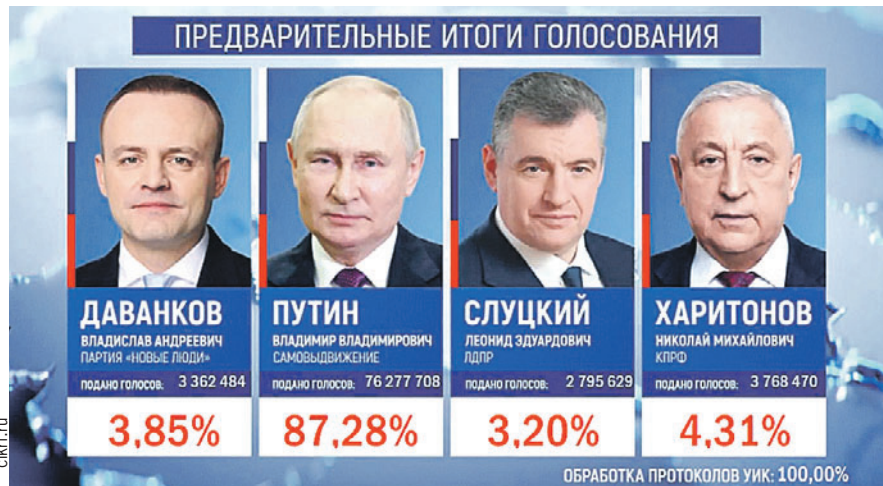 ПРЕДВАРИТЕЛЬНЫЕ ИТОГИ ГОЛОСОВАНИЯ
ДАВАНКОВ
ВЛАДИСЛАВ АНДРЕЕВИЧ
ПАРТИЯ «НОВЫЕ ЛЮДИ»
ПОДАНО ГОЛОСОВ: 3 362 484
3,85%
ПУТИН
ВЛАДИМИР ВЛАДИМИРОВИЧ
САМОВЫДВИЖЕНИЕ
ПОДАНО ГОЛОСОВ: 76 277 708
87,28%
СЛУЦКИЙ
ЛЕОНИД ЭДУАРДОВИЧ
ЛДПР
ПОДАНО ГОЛОСОВ: 2 795 629
3,20%
ХАРИТОНОВ
НИКОЛАЙ МИХАЙЛОВИЧ
КПРФ
ПОДАНО ГОЛОСОВ: 3 768 470
4,31%
ОБРАБОТКА ПРОТОКОЛОВ УИК: 100,00%